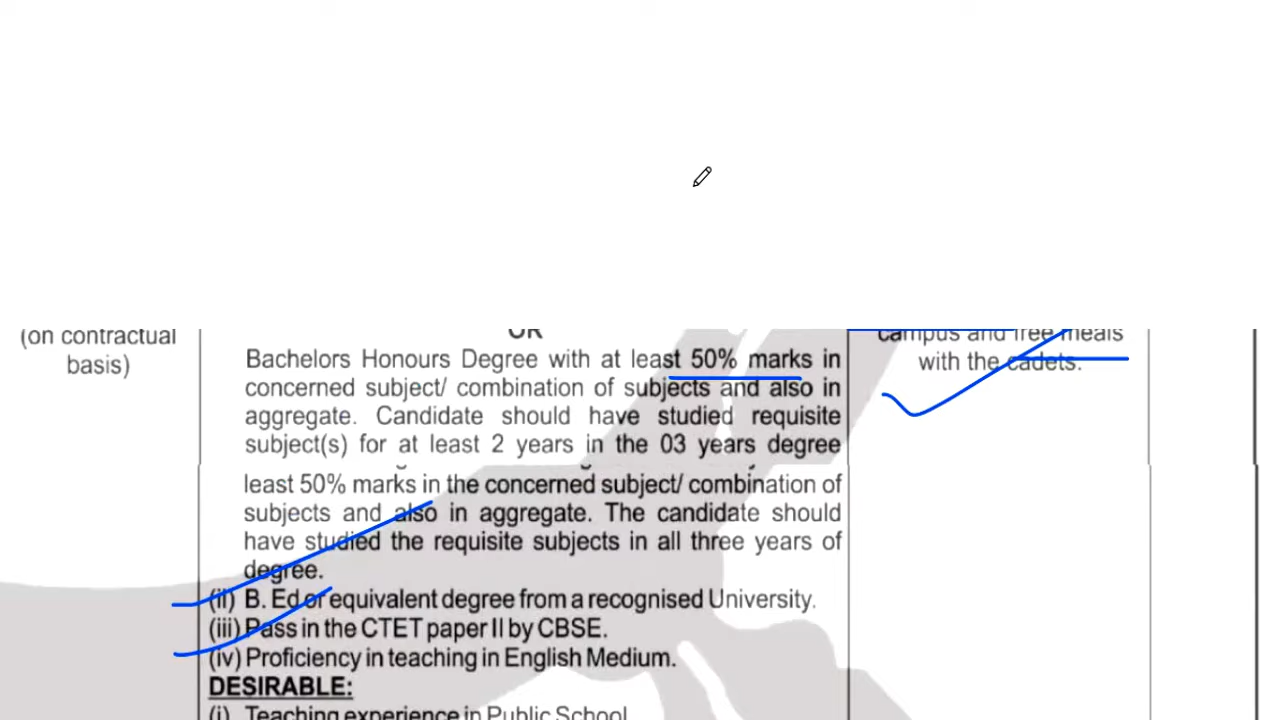 (on contractual
basis)
OR
Bachelors Honours Degree with at least 50% marks in
concerned subject/ combination of subjects and also in
aggregate. Candidate should have studied requisite
subject(s) for at least 2 years in the 03 years degree
least 50% marks in the concerned subject/ combination of
subjects and also in aggregate. The candidate should
have studied the requisite subjects in all three years of
degree.
(ii) B. Ed or equivalent degree from a recognised University.
(iii) Pass in the CTET paper II by CBSE.
(iv) Proficiency in teaching in English Medium.
DESIRABLE:
(i) Teaching experience in Public School
campus and free meals
with the cadets.